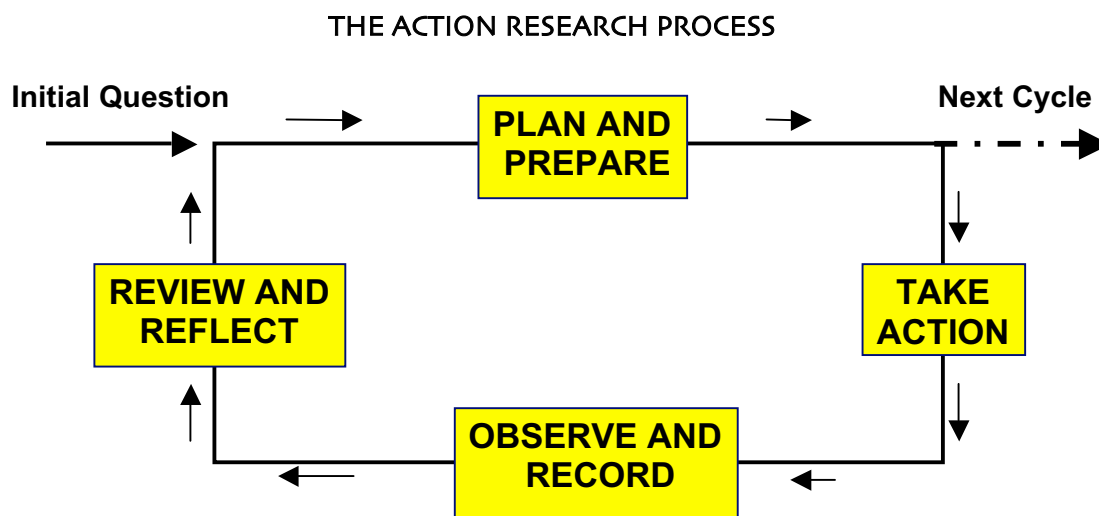 THE ACTION RESEARCH PROCESS
Initial Question
Next Cycle
PLAN AND
PREPARE
REVIEW AND
REFLECT
TAKE
ACTION
OBSERVE AND
RECORD